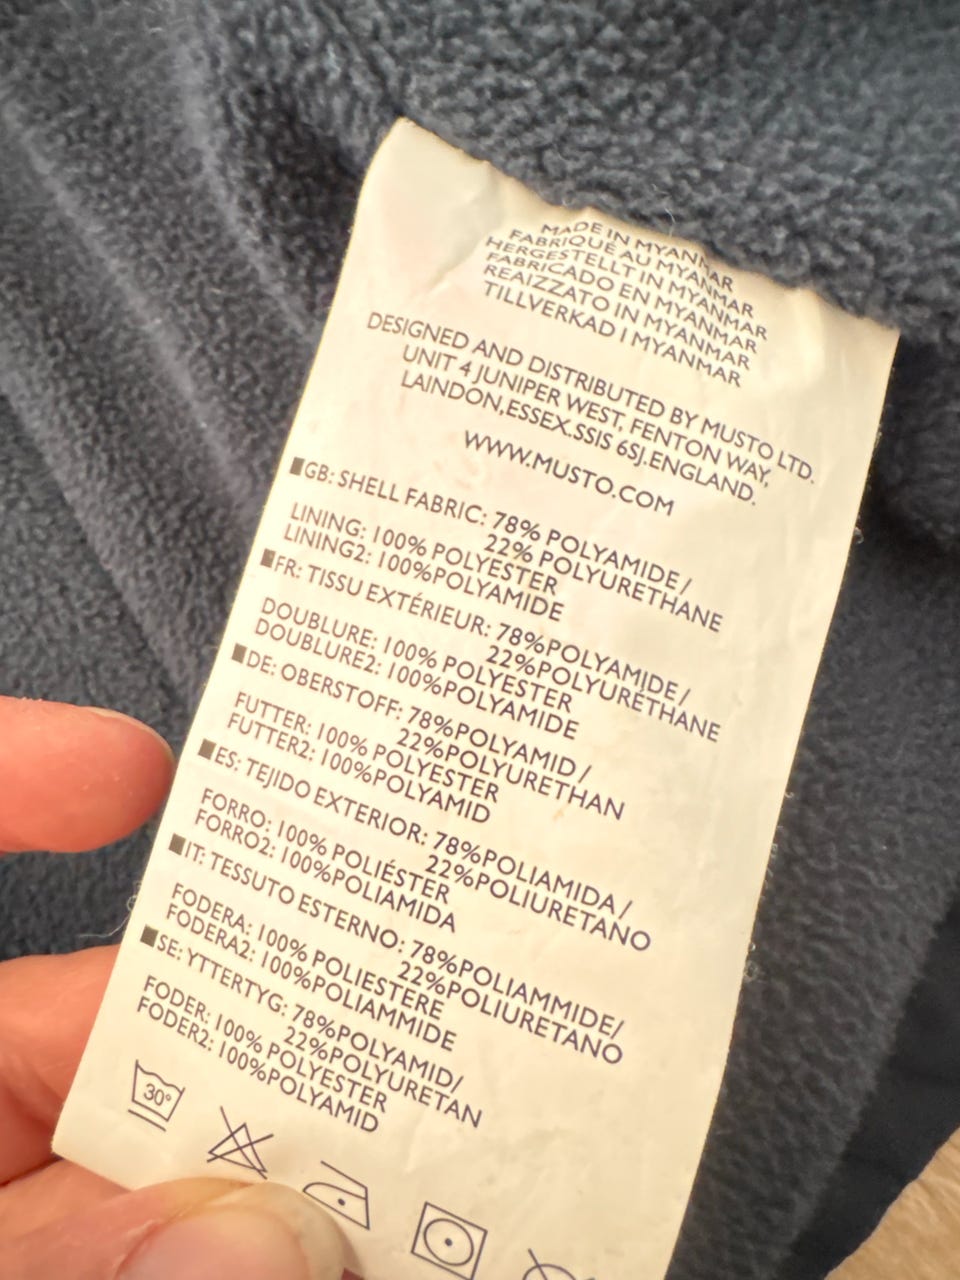 MADE IN MYANMAR
FABRIQUÉ AU MYANMAR
HERGESTELLT IN MYANMAR
FABRICADO EN MYANMAR
REAIZZATO IN MYANMAR
TILLVERKAD I MYANMAR
DESIGNED AND DISTRIBUTED BY MUSTO LTD.
UNIT 4 JUNIPER WEST, FENTON WAY,
LAINDON,ESSEX.SSIS 6SJ.ENGLAND.
WWW.MUSTO.COM
GB: SHELL FABRIC: 78% POLYAMIDE/
22% POLYURETHANE
LINING: 100% POLYESTER
LINING2: 100%POLYAMIDE
FR: TISSU EXTÉRIEUR: 78%POLYAMIDE/
22%POLYURÉTHANE
DOUBLURE: 100% POLYESTER
DOUBLURE2: 100%POLYAMIDE
DE: OBERSTOFF: 78%POLYAMID/
22%POLYURETHAN
FUTTER: 100% POLYESTER
FUTTER2: 100%POLYAMID
ES: TEJIDO EXTERIOR: 78%POLIAMIDA/
22%POLIURETANO
FORRO: 100% POLIÉSTER
FORRO2: 100%POLIAMIDA
IT: TESSUTO ESTERNO: 78%POLIAMMIDE/
22%POLIURETANO
FODERA: 100% POLIESTERE
FODERA2: 100%POLIAMMIDE
SE: YTTERTYG: 78%POLYAMID/
22%POLYURETAN
FODER: 100% POLYESTER
FODER2: 100%POLYAMID
30°